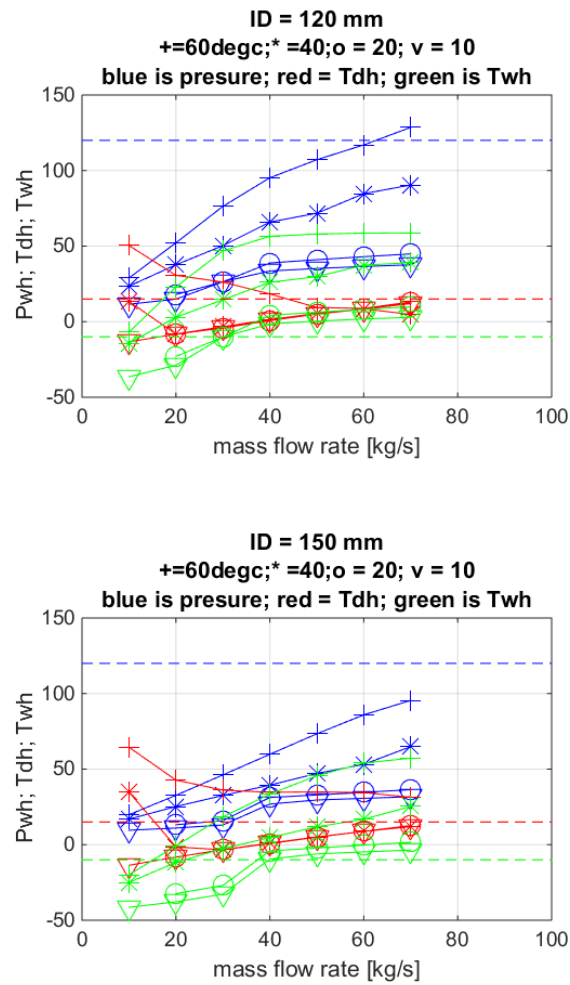 ID = 120 mm
+=60degc;* =40;o = 20; v = 10
blue is presure; red = Tdh; green is Twh
150
100
50
0
-50
Pwh; Tdh; Twh
0 20 40 60 80 100
mass flow rate [kg/s]
ID = 150 mm
+=60degc;* =40;o = 20; v = 10
blue is presure; red = Tdh; green is Twh
150
100
50
0
-50
Pwh; Tdh; Twh
0 20 40 60 80 100
mass flow rate [kg/s]